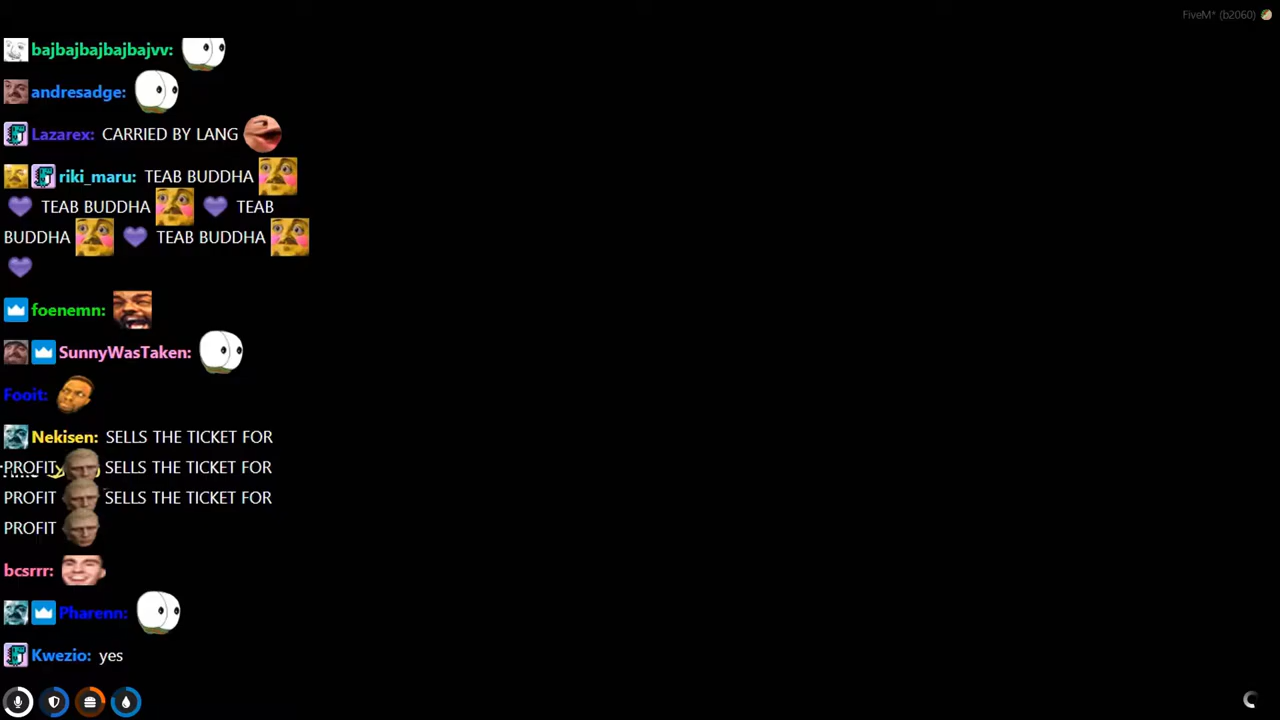 FiveM* (b2060)
bajbajbajbajbajvv:
andresadge:
Lazarex: CARRIED BY LANG
riki_maru: TEAB BUDDHA
TEAB BUDDHA TEAB
BUDDHA TEAB BUDDHA
foenemn:
SunnyWasTaken:
Fooit:
Nekisen: SELLS THE TICKET FOR
PROFIT SELLS THE TICKET FOR
PROFIT SELLS THE TICKET FOR
PROFIT
bcsrrr:
Pharenn:
Kwezio: yes